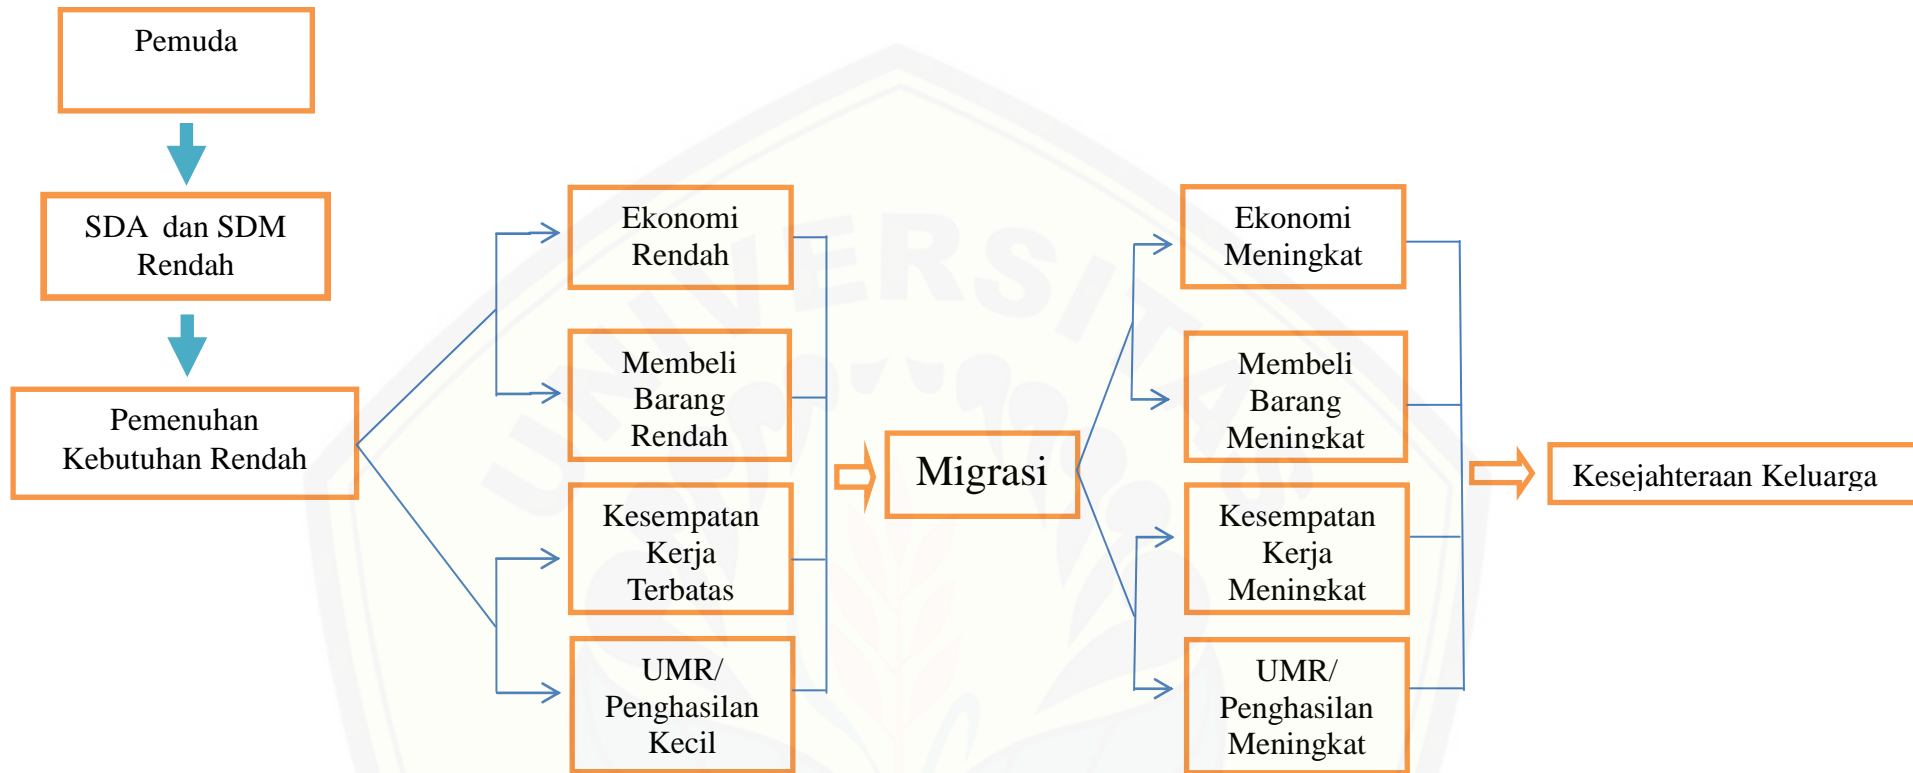 Pemuda
SDA dan SDM
Rendah
Pemenuhan
Kebutuhan Rendah
Ekonomi
Rendah
Membeli
Barang
Rendah
Kesempatan
Kerja
Terbatas
UMR/
Penghasilan
Kecil
Migrasi
Ekonomi
Meningkat
Membeli
Barang
Meningkat
Kesempatan
Kerja
Meningkat
UMR/
Penghasilan
Meningkat
Kesejahteraan Keluarga
UNIVERSITAS